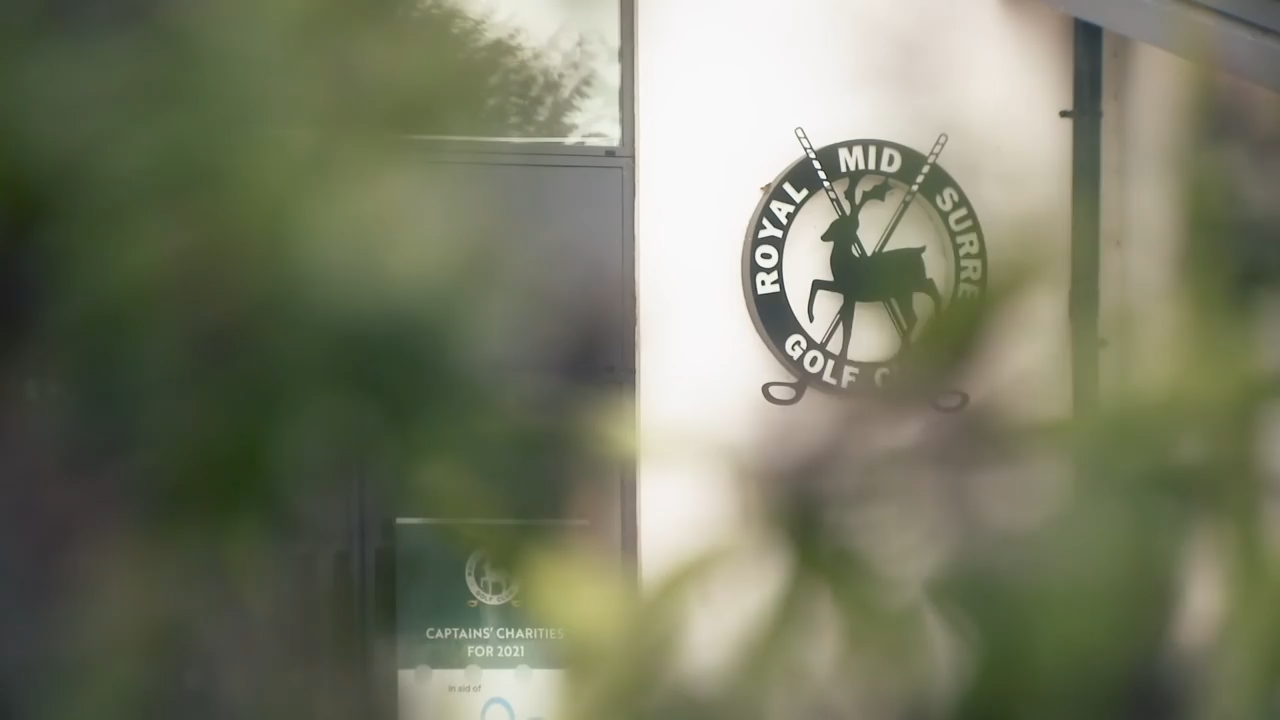 ROYAL MID SURRE
GOLF C
CAPTAINS' CHARITIES
FOR 2021
In aid of